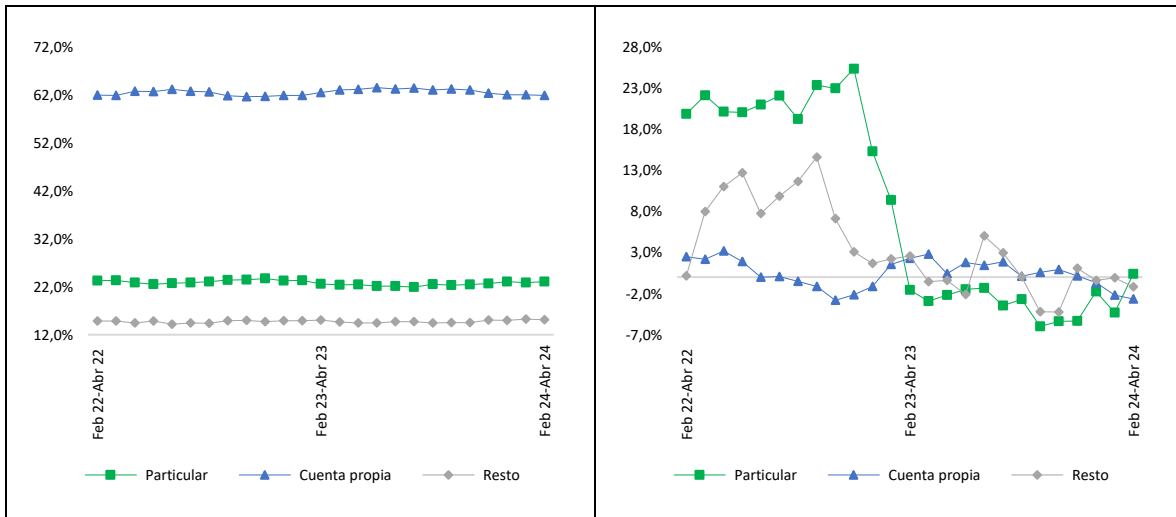 72,0%
62,0%
52,0%
42,0%
32,0%
22,0%
12,0%
Feb 22-Abr 22
Feb 23-Abr 23
Feb 24-Abr 24
Particular
Cuenta propia
Resto
28,0%
23,0%
18,0%
13,0%
8,0%
3,0%
-2,0%
-7,0%
Feb 22-Abr 22
Feb 23-Abr 23
Feb 24-Abr 24
Particular
Cuenta propia
Resto